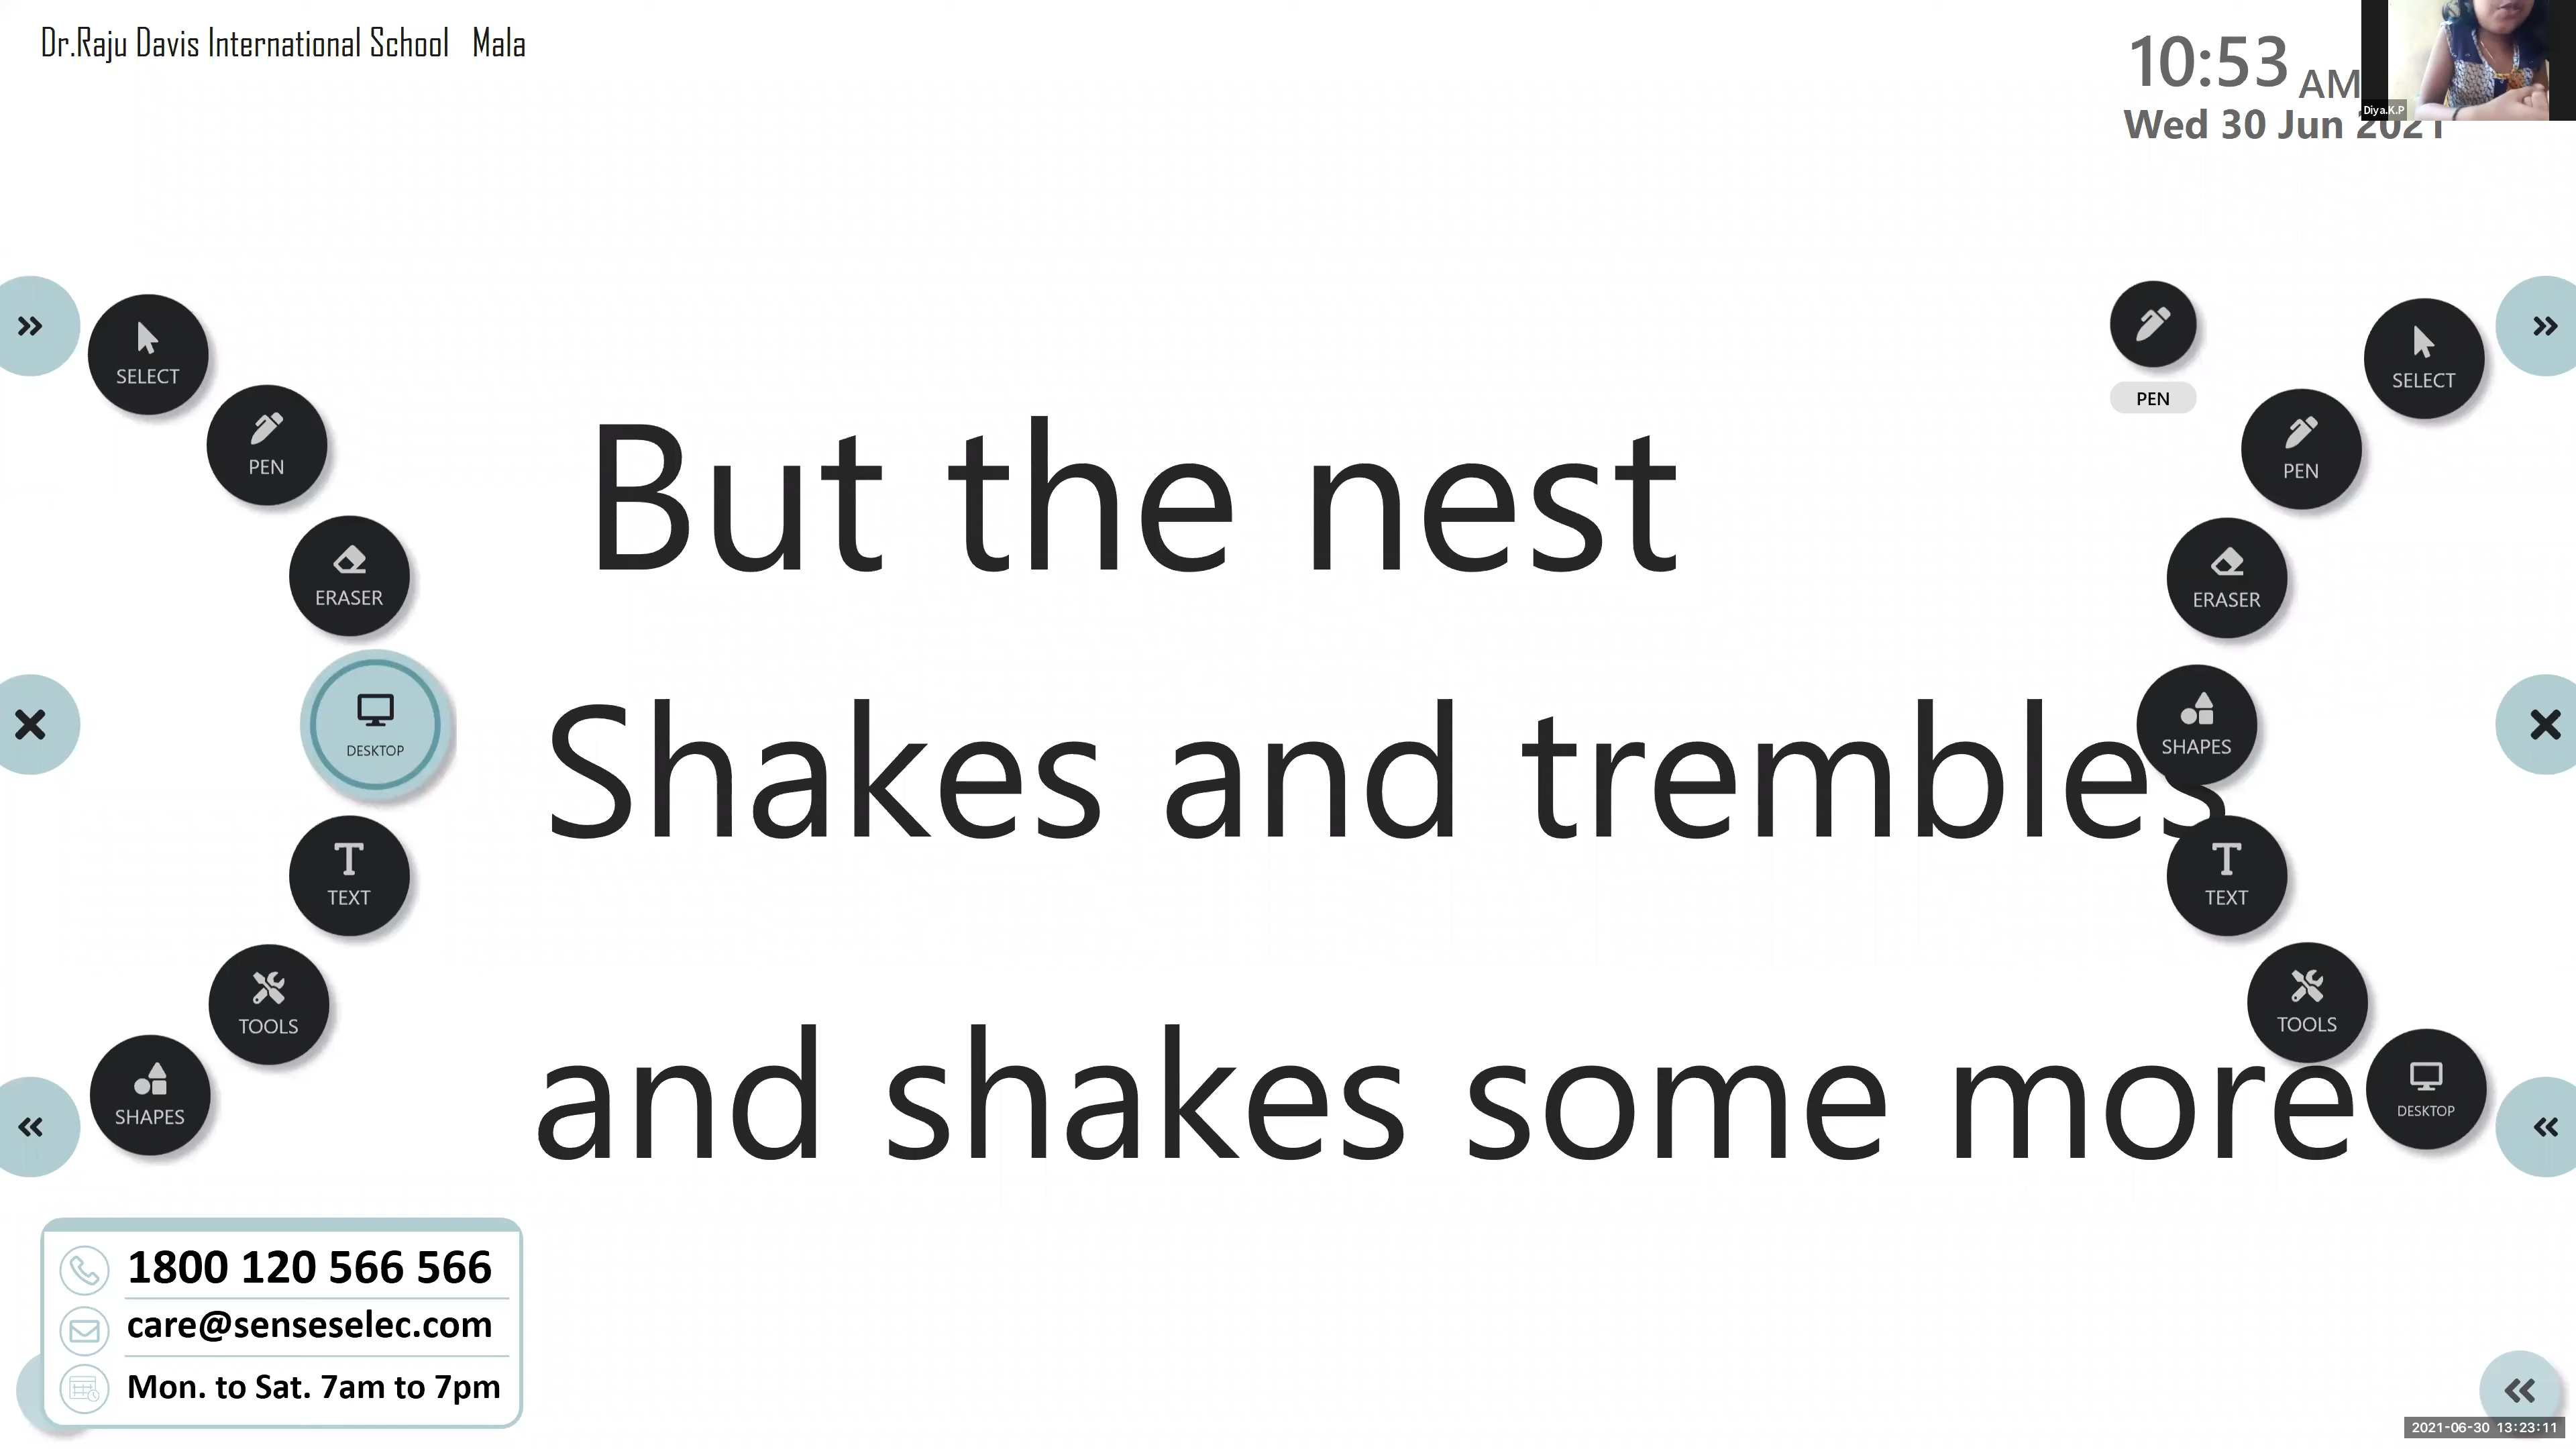 Dr.Raju Davis International School Mala
10:53 AM
Wed 30 Jun 2021
Diya.K.P
SELECT
PEN
ERASER
DESKTOP
TEXT
TOOLS
SHAPES
But the nest
Shakes and trembles
and shakes some more
PEN
SELECT
PEN
ERASER
SHAPES
TEXT
TOOLS
DESKTOP
1800 120 566 566
care@senseselec.com
Mon. to Sat. 7am to 7pm
2021-06-30 13:23:11